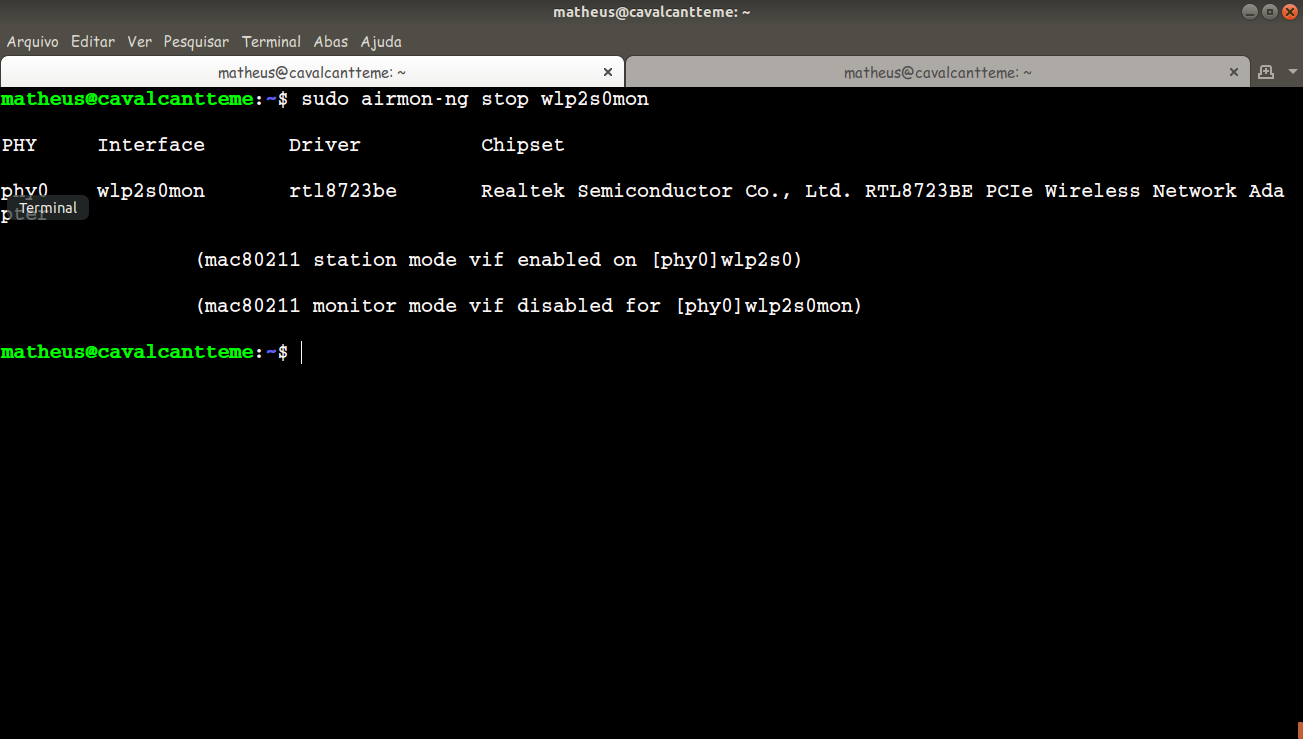 matheus@cavalcantteme: ~
Arquivo Editar Ver Pesquisar Terminal Abas Ajuda
matheus@cavalcantteme: ~ matheus@cavalcantteme: ~
matheus@cavalcantteme:~$ sudo airmon-ng stop wlp2s0mon
PHY Interface Driver Chipset
phy0 wlp2s0mon rtl8723be Realtek Semiconductor Co., Ltd. RTL8723BE PCIe Wireless Network Ada
pter
Terminal
(mac80211 station mode vif enabled on [phy0]wlp2s0)
(mac80211 monitor mode vif disabled for [phy0]wlp2s0mon)
matheus@cavalcantteme:~$